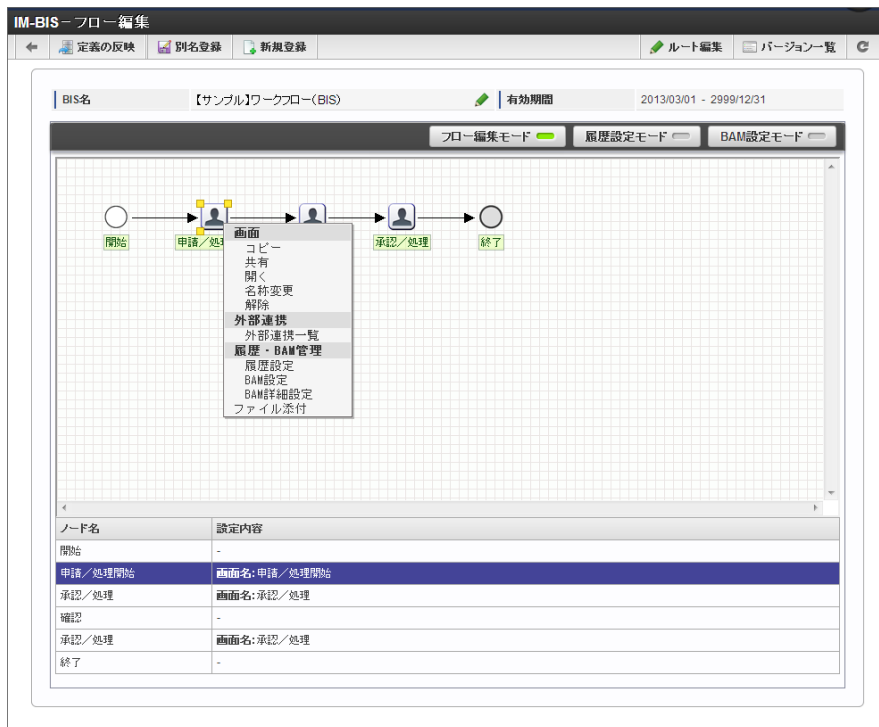 IM-BIS－フロー編集
定義の反映 別名登録 新規登録 ルート編集 バージョン一覧
BIS名 【サンプル】ワークフロー(BIS) 有効期間 2013/03/01 - 2999/12/31
フロー編集モード 履歴設定モード BAM設定モード
開始 申請／処理 承認／処理 終了
画面
コピー
共有
開く
名称変更
解除
外部連携
外部連携一覧
履歴・BAM管理
履歴設定
BAM設定
BAM詳細設定
ファイル添付
ノード名 設定内容
開始 -
申請／処理開始 画面名:申請／処理開始
承認／処理 画面名:承認／処理
確認 -
承認／処理 画面名:承認／処理
終了 -